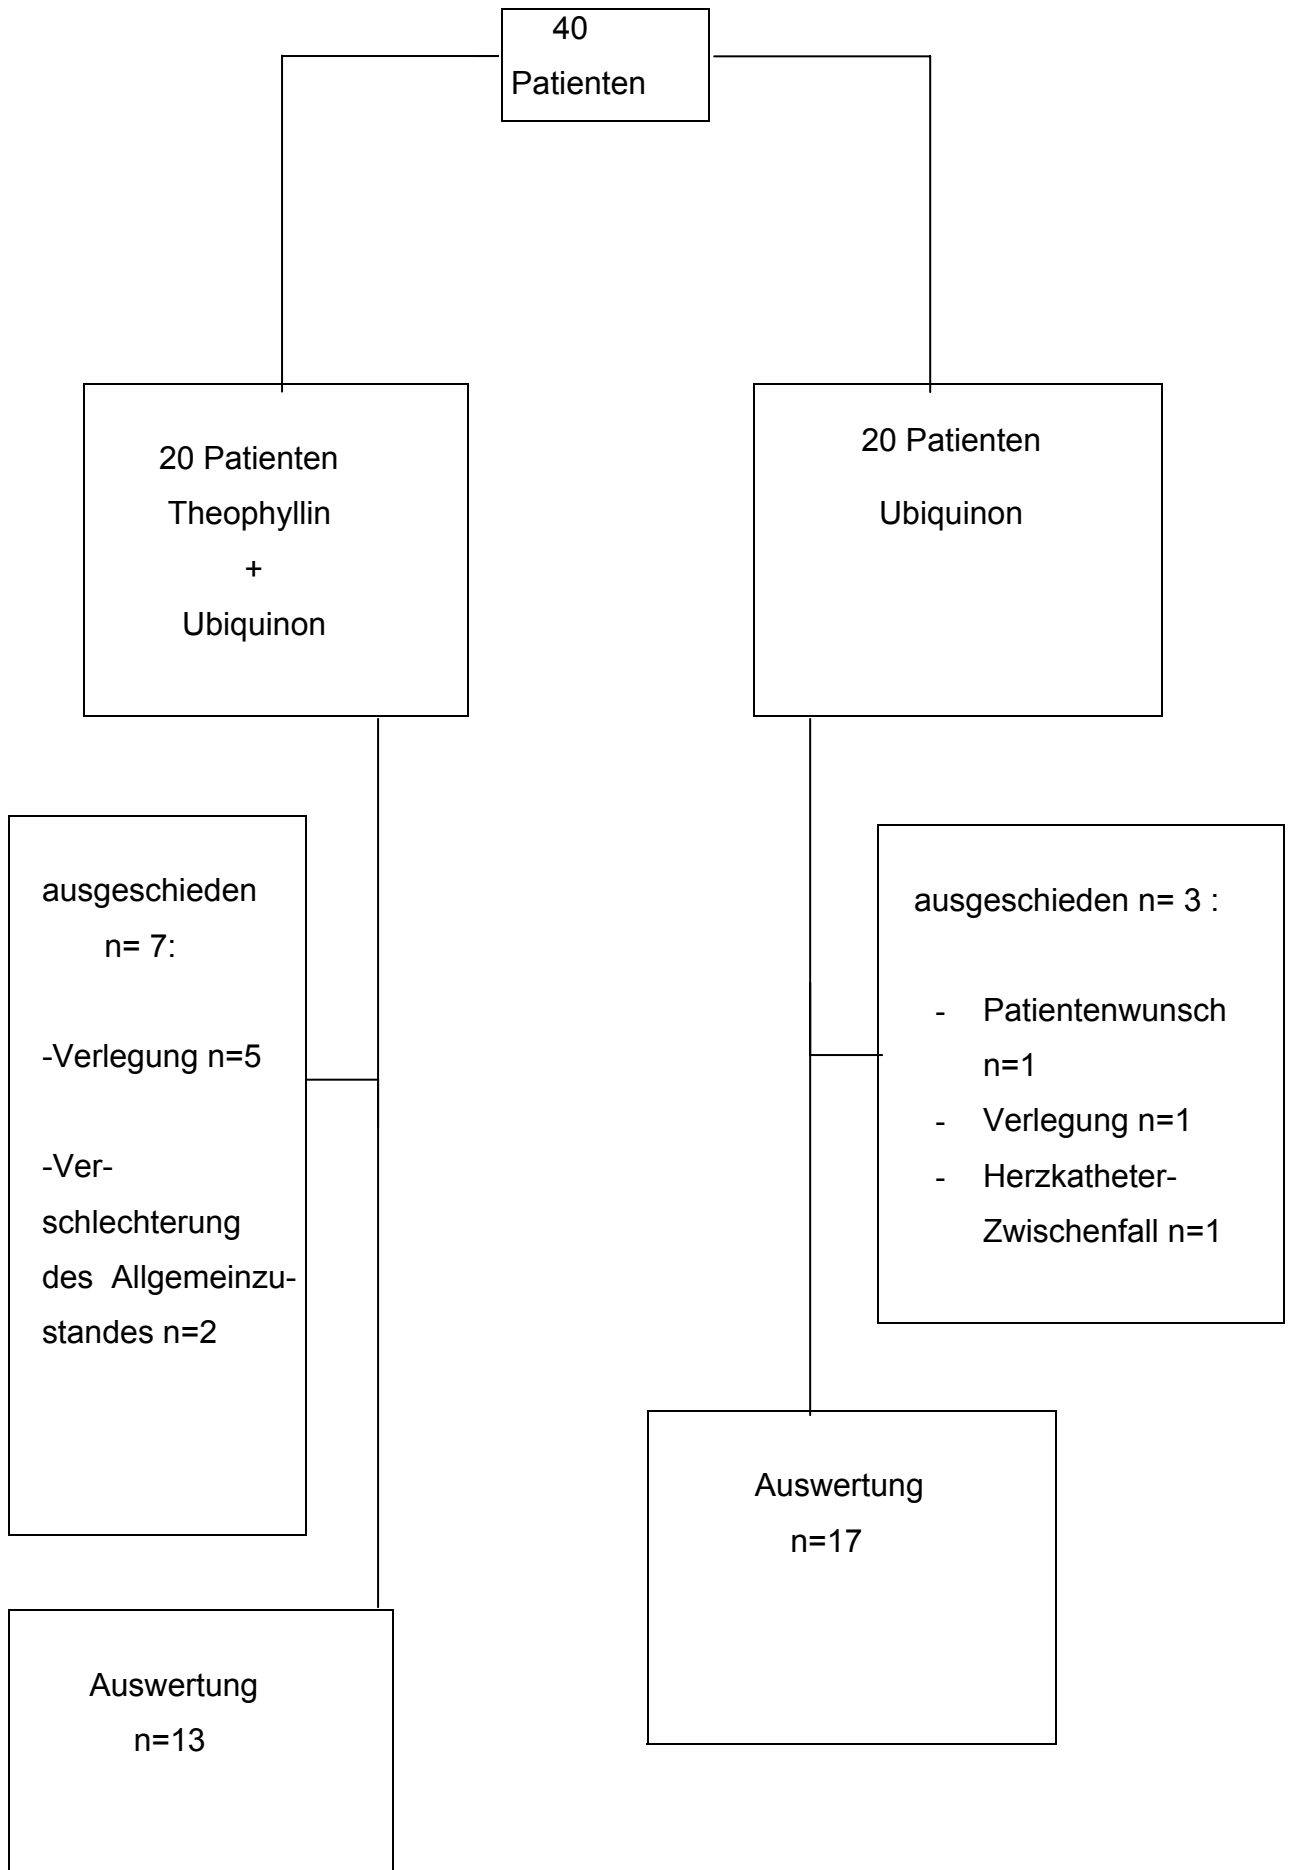 40
Patienten
20 Patienten
Theophyllin
+
Ubiquinon
20 Patienten
Ubiquinon
ausgeschieden
n= 7:
-Verlegung n=5
-Ver-
schlechterung
des Allgemeinzu-
standes n=2
ausgeschieden n= 3 :
- Patientenwunsch
n=1
- Verlegung n=1
- Herzkatheter-
Zwischenfall n=1
Auswertung
n=17
Auswertung
n=13